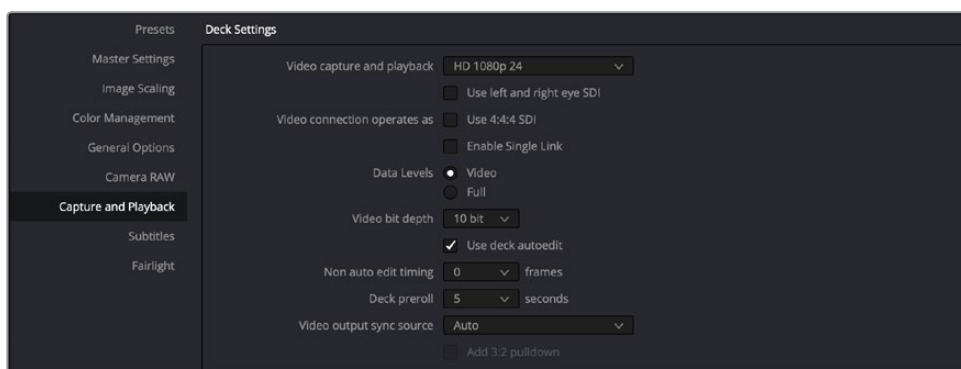 Presets
Master Settings
Image Scaling
Color Management
General Options
Camera RAW
Capture and Playback
Subtitles
Fairlight
Deck Settings
Video capture and playback HD 1080p 24
Use left and right eye SDI
Video connection operates as Use 4:4:4 SDI
Enable Single Link
Data Levels Video
Full
Video bit depth 10 bit
Use deck autoedit
Non auto edit timing 0 frames
Deck preroll 5 seconds
Video output sync source Auto
Add 3:2 pulldown